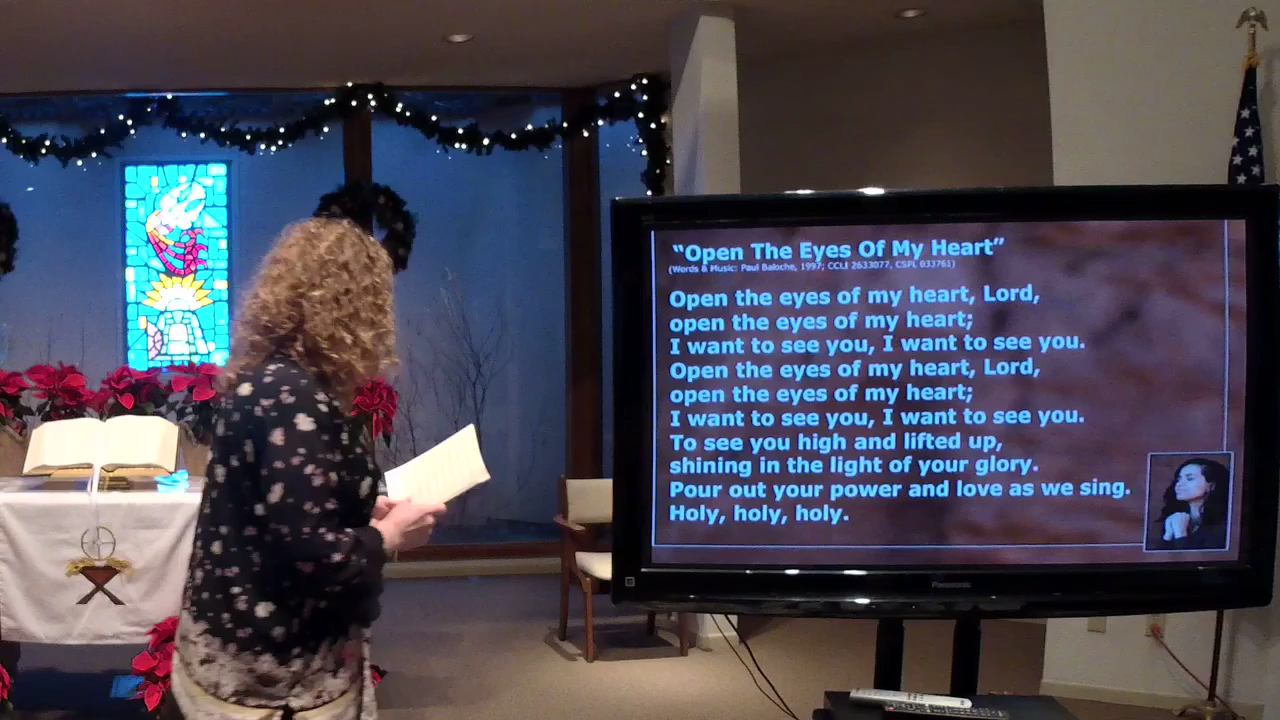 “Open The Eyes Of My Heart”
(Words & Music: Paul Baloche, 1997; CCLI 2633077, CSPL 033761)
Open the eyes of my heart, Lord,
open the eyes of my heart;
I want to see you, I want to see you.
Open the eyes of my heart, Lord,
open the eyes of my heart;
I want to see you, I want to see you.
To see you high and lifted up,
shining in the light of your glory.
Pour out your power and love as we sing.
Holy, holy, holy.
Panasonic